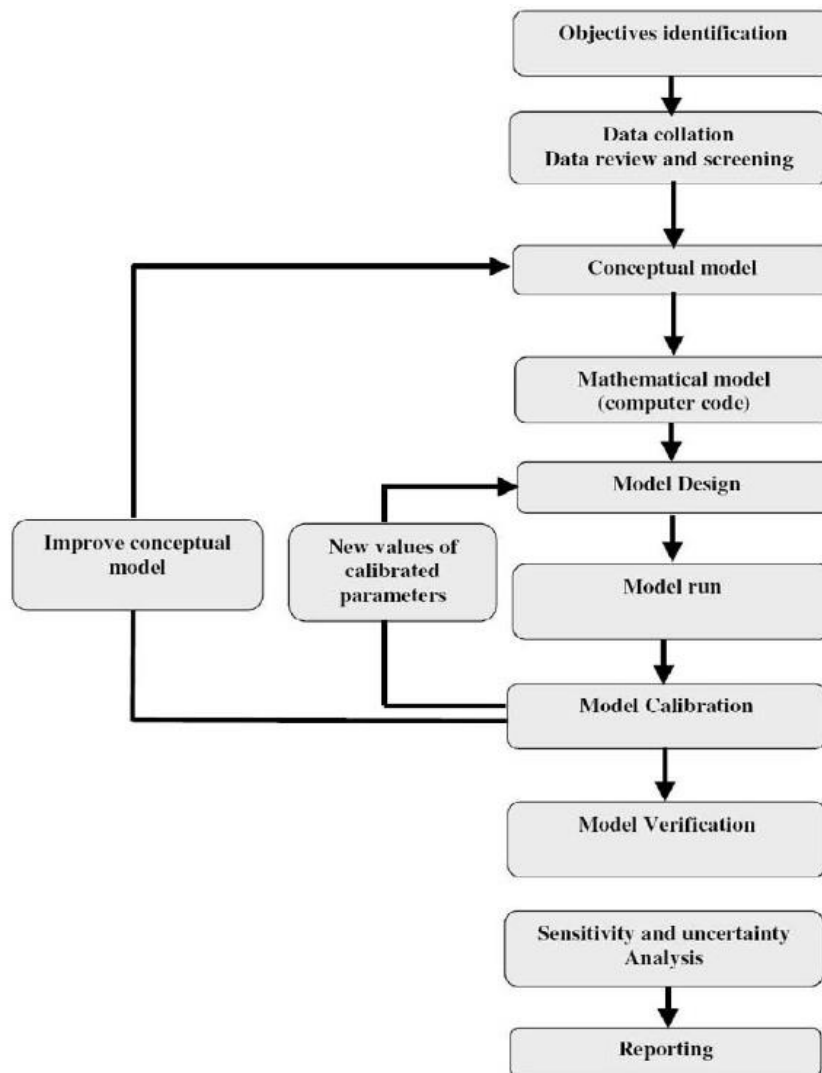 Objectives identification
Data collation
Data review and screening
Conceptual model
Mathematical model
(computer code)
Model Design
Improve conceptual
model
New values of
calibrated
parameters
Model run
Model Calibration
Model Verification
Sensitivity and uncertainty
Analysis
Reporting